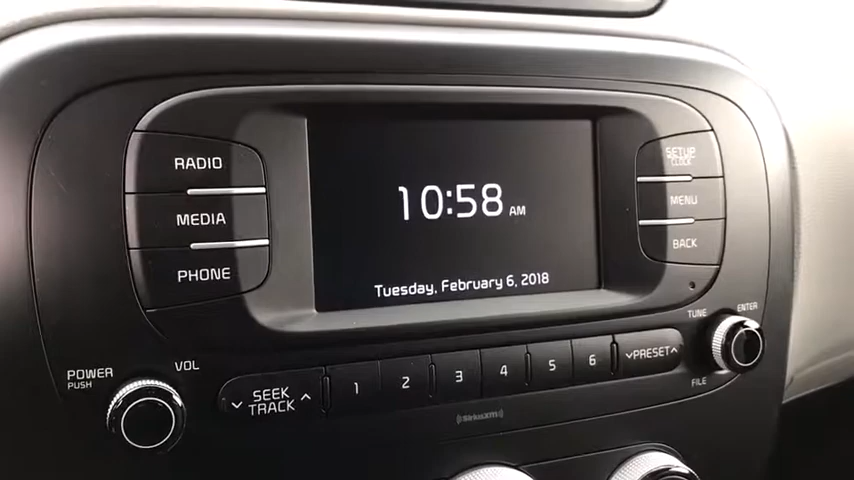 RADIO
MEDIA
PHONE
10:58 AM
Tuesday, February 6, 2018
SETUP
CLOCK
MENU
BACK
POWER
PUSH
VOL
SEEK
TRACK
1 2 3 4 5 6
PRESET
TUNE
ENTER
FILE
SiriusXM